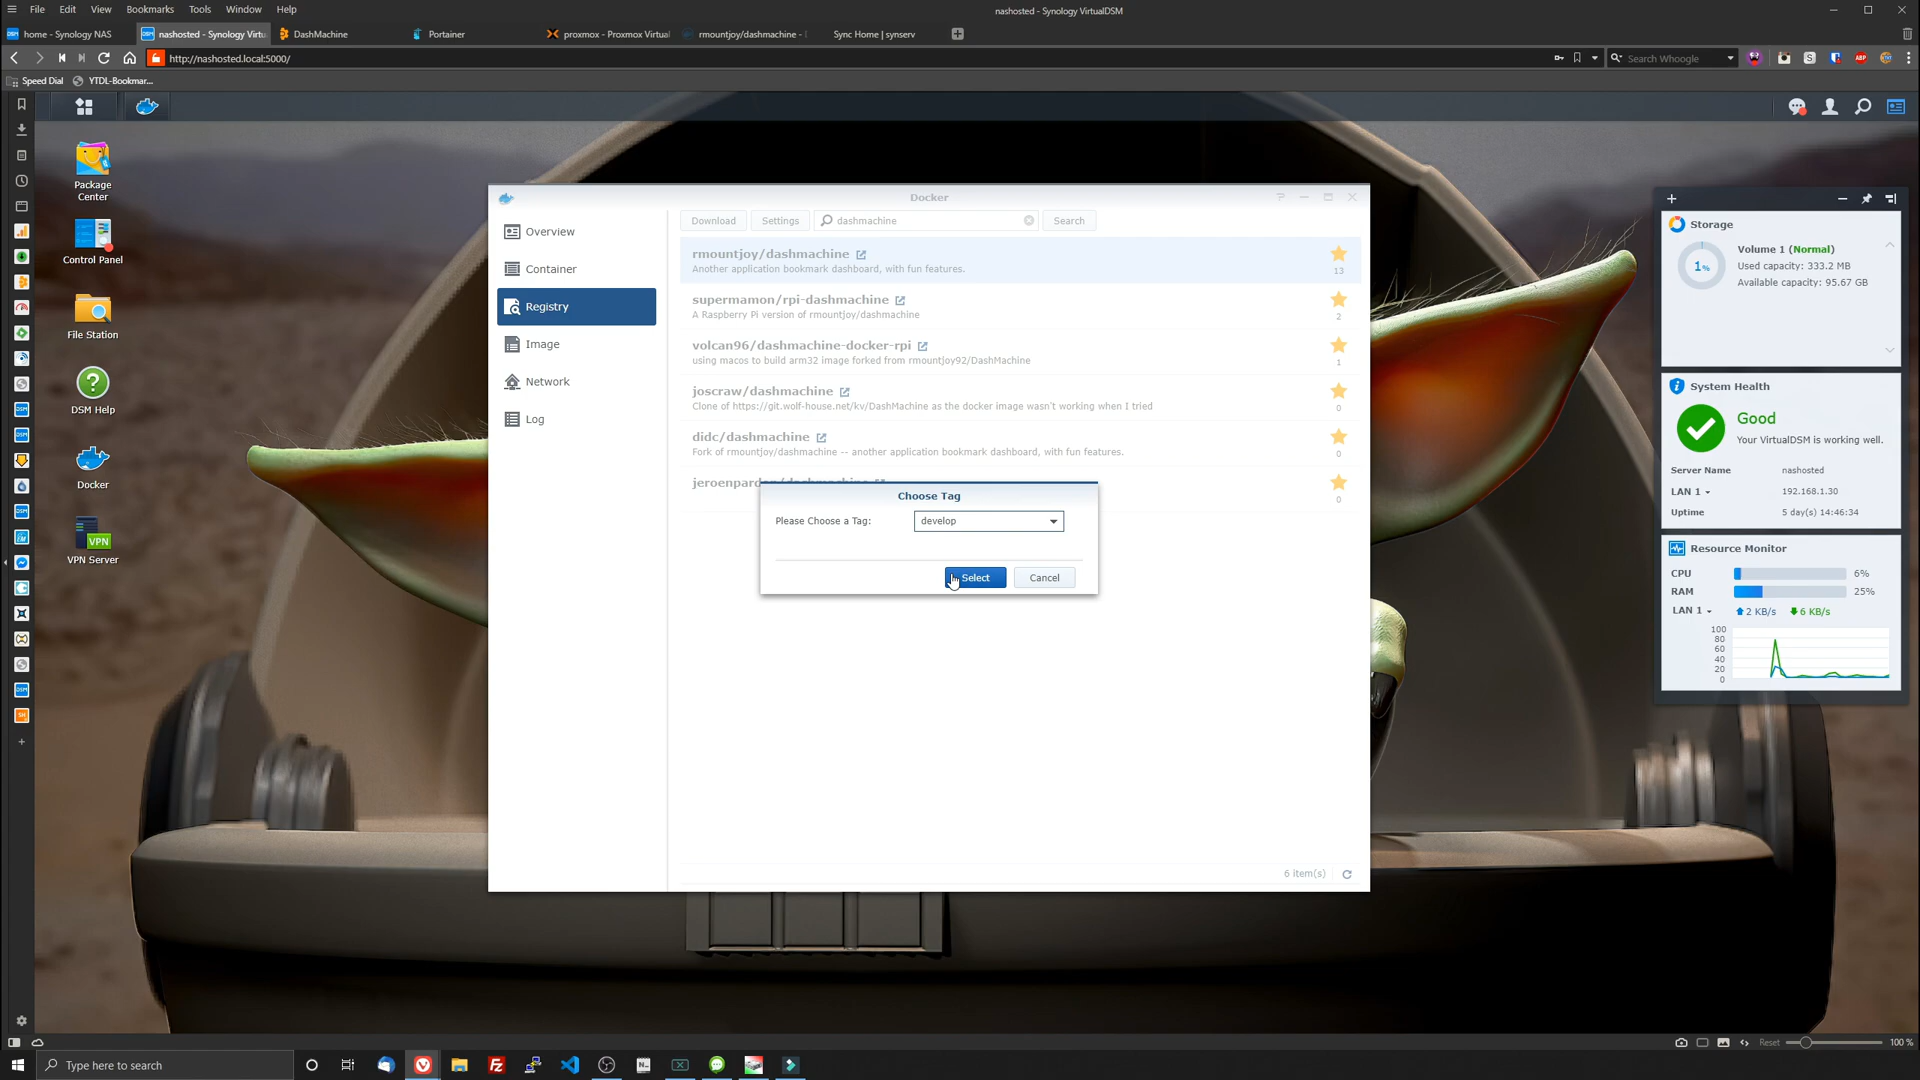 File Edit View Bookmarks Tools Window Help
nashosted - Synology VirtualDSM
home - Synology NAS
nashosted - Synology Virtu
DashMachine
Portainer
proxmox - Proxmox Virtual
rmountjoy/dashmachine -
Sync Home | synserv
http://nashosted.local:5000/
Search Whoogle
Speed Dial
YTDL-Bookmar...
Package
Center
Control Panel
File Station
DSM Help
Docker
VPN
VPN Server
Docker
Overview
Container
Registry
Image
Network
Log
Download
Settings
dashmachine
Search
rmountjoy/dashmachine
Another application bookmark dashboard, with fun features.
13
supermamon/rpi-dashmachine
A Raspberry Pi version of rmountjoy/dashmachine
2
volcan96/dashmachine-docker-rpi
using macos to build arm32 image forked from rmountjoy92/DashMachine
1
joscraw/dashmachine
Clone of https://git.wolf-house.net/kv/DashMachine as the docker image wasn't working when I tried
0
didc/dashmachine
Fork of rmountjoy/dashmachine -- another application bookmark dashboard, with fun features.
0
0
Choose Tag
Please Choose a Tag:
develop
Select
Cancel
6 item(s)
Storage
1%
Volume 1 (Normal)
Used capacity: 333.2 MB
Available capacity: 95.67 GB
System Health
Good
Your VirtualDSM is working well.
Server Name nashosted
LAN 1 192.168.1.30
Uptime 5 day(s) 14:46:34
Resource Monitor
CPU 6%
RAM 25%
LAN 1 2 KB/s 6 KB/s
100
80
60
40
20
0
Reset
100 %
Type here to search